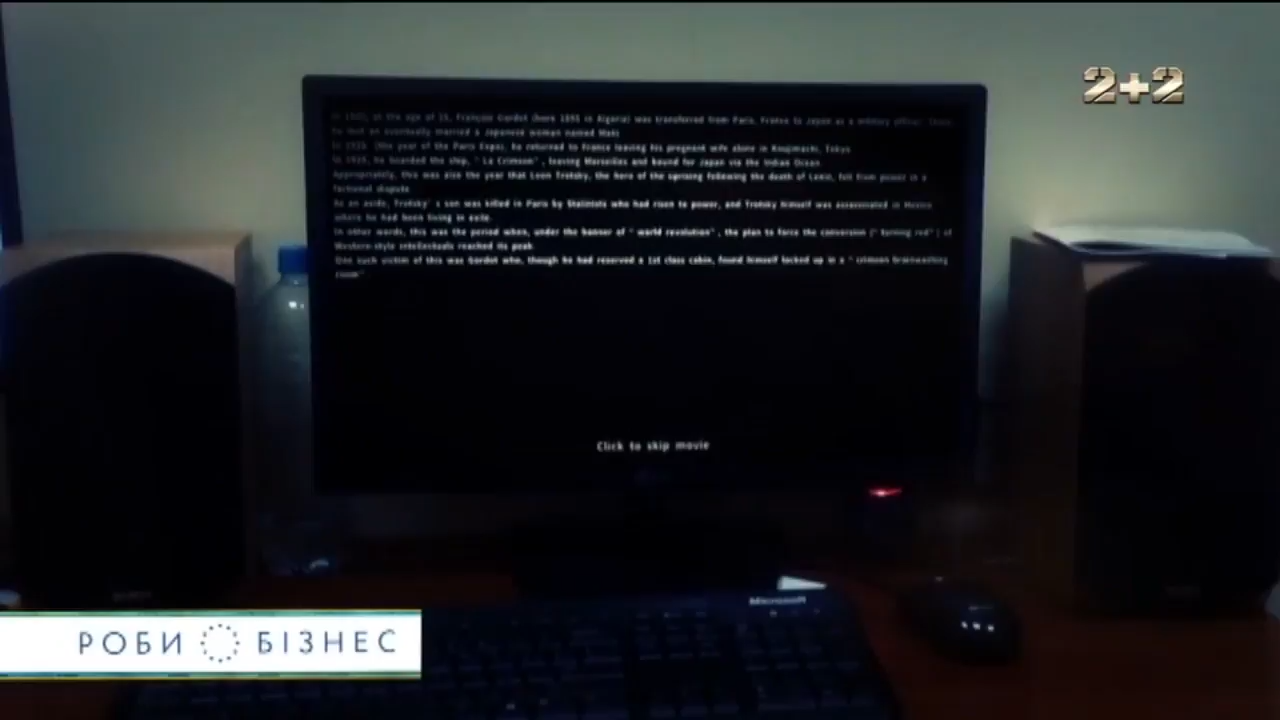 2+2
In 1920, at the age of 25, François Gordot (born 1895 in Algeria) was transferred from Paris, France to Japan as a military officer
he met an eventually married a Japanese woman named Maki
In 1925, (the year of the Paris Expo), he returned to France leaving his pregnant wife alone in Koujimachi, Tokyo
In 1925, he boarded the ship, " La Crimson" , leaving Marseilles and bound for Japan via the Indian Ocean
Appropriately, this was also the year that Leon Trotsky, the hero of the uprising following the death of Lenin, fell from power in a
factional dispute
As an aside, Trotsky' s son was killed in Paris by Stalinists who had risen to power, and Trotsky himself was assassinated in Mexico
where he had been living in exile.
In other words, this was the period when, under the banner of " world revolution" , the plan to force the conversion (" turning red" ) of
Western-style intellectuals reached its peak
One such victim of this was Gordot who, though he had reserved a 1st class cabin, found himself locked up in a " crimson brainwashing
room"
Click to skip movie
Microsoft
РОБИ БІЗНЕС